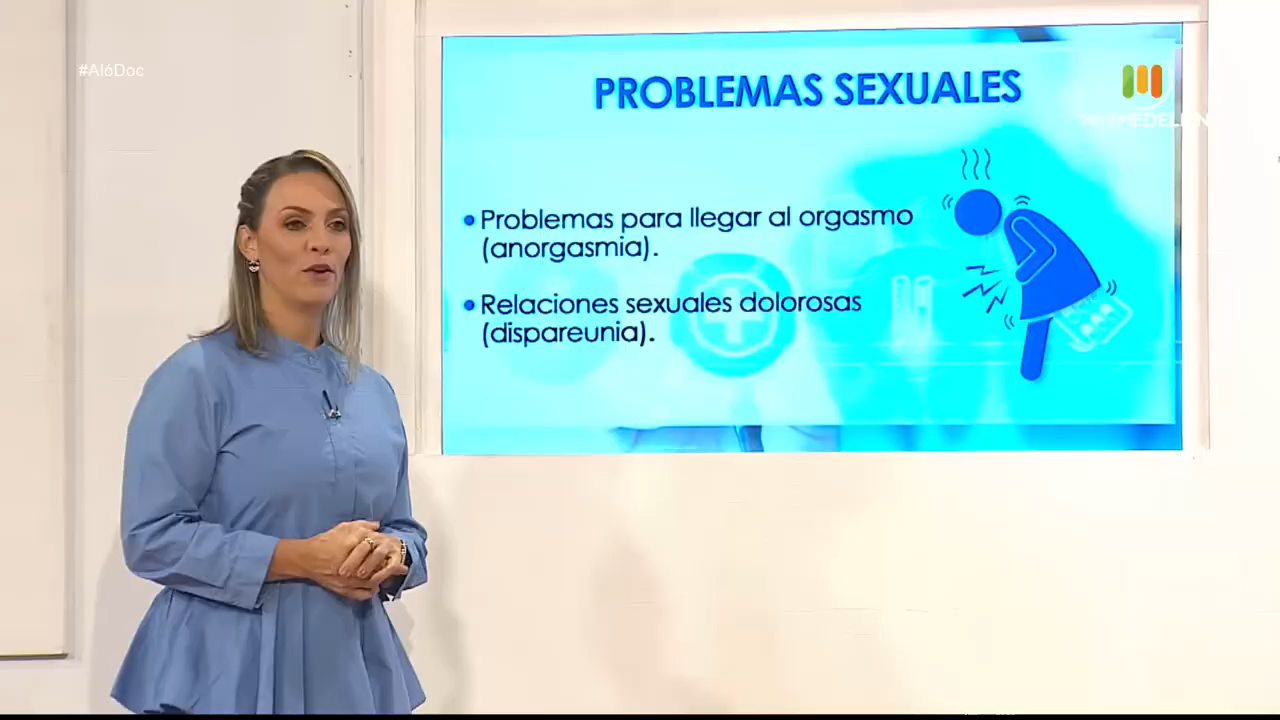 #AlóDoc
PROBLEMAS SEXUALES
• Problemas para llegar al orgasmo
(anorgasmia).
• Relaciones sexuales dolorosas
(dispareunia).